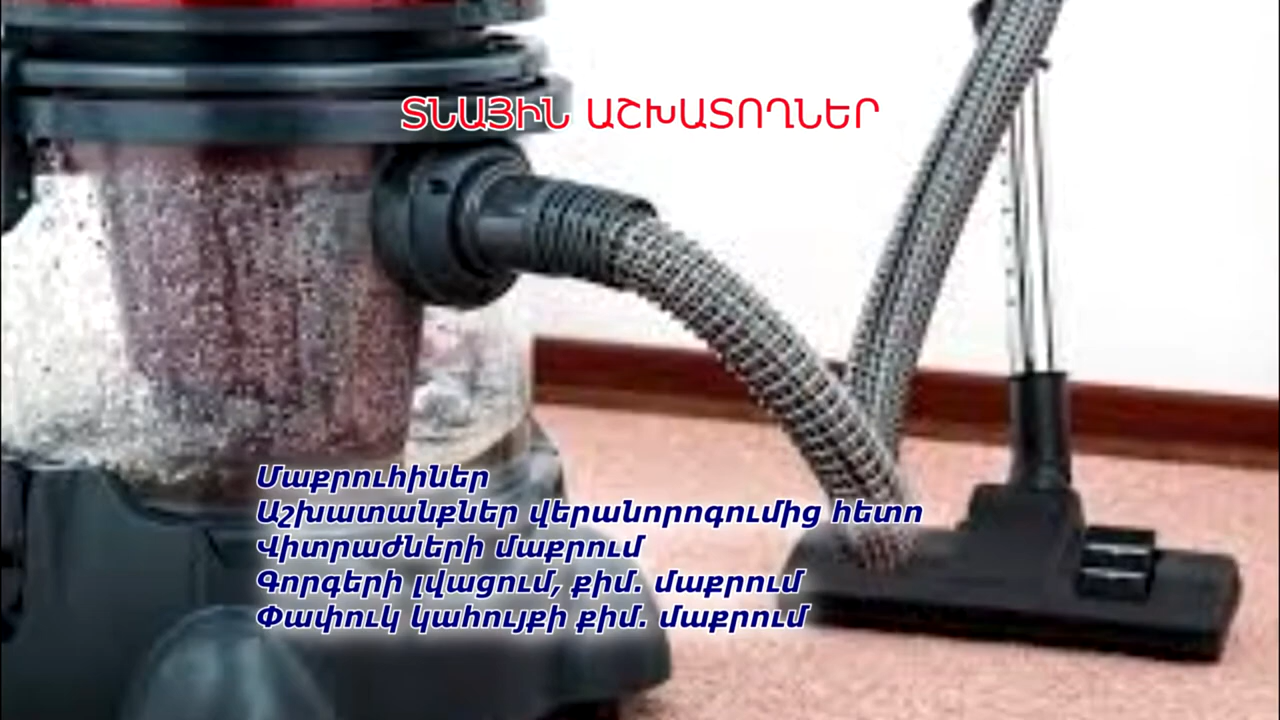 ՏՆԱՅԻՆ ԱՇԽԱՏՈՂՆԵՐ
Մաքրուհիներ
Աշխատանքներ վերանորոգումից հետո
Վիտրաժների մաքրում
Գորգերի լվացում, քիմ. մաքրում
Փափուկ կահույքի քիմ. մաքրում